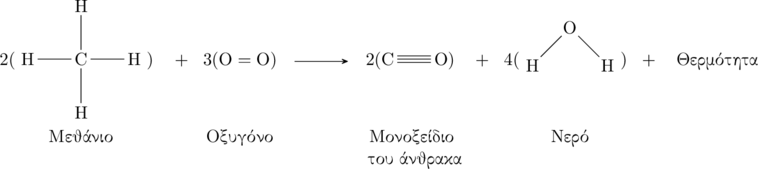 H
2( H C H ) + 3(O = O) 2(C O) + 4( H O H ) + Θερμότητα
H
Μεθάνιο Οξυγόνο Μονοξείδιο Νερό
του άνθρακα